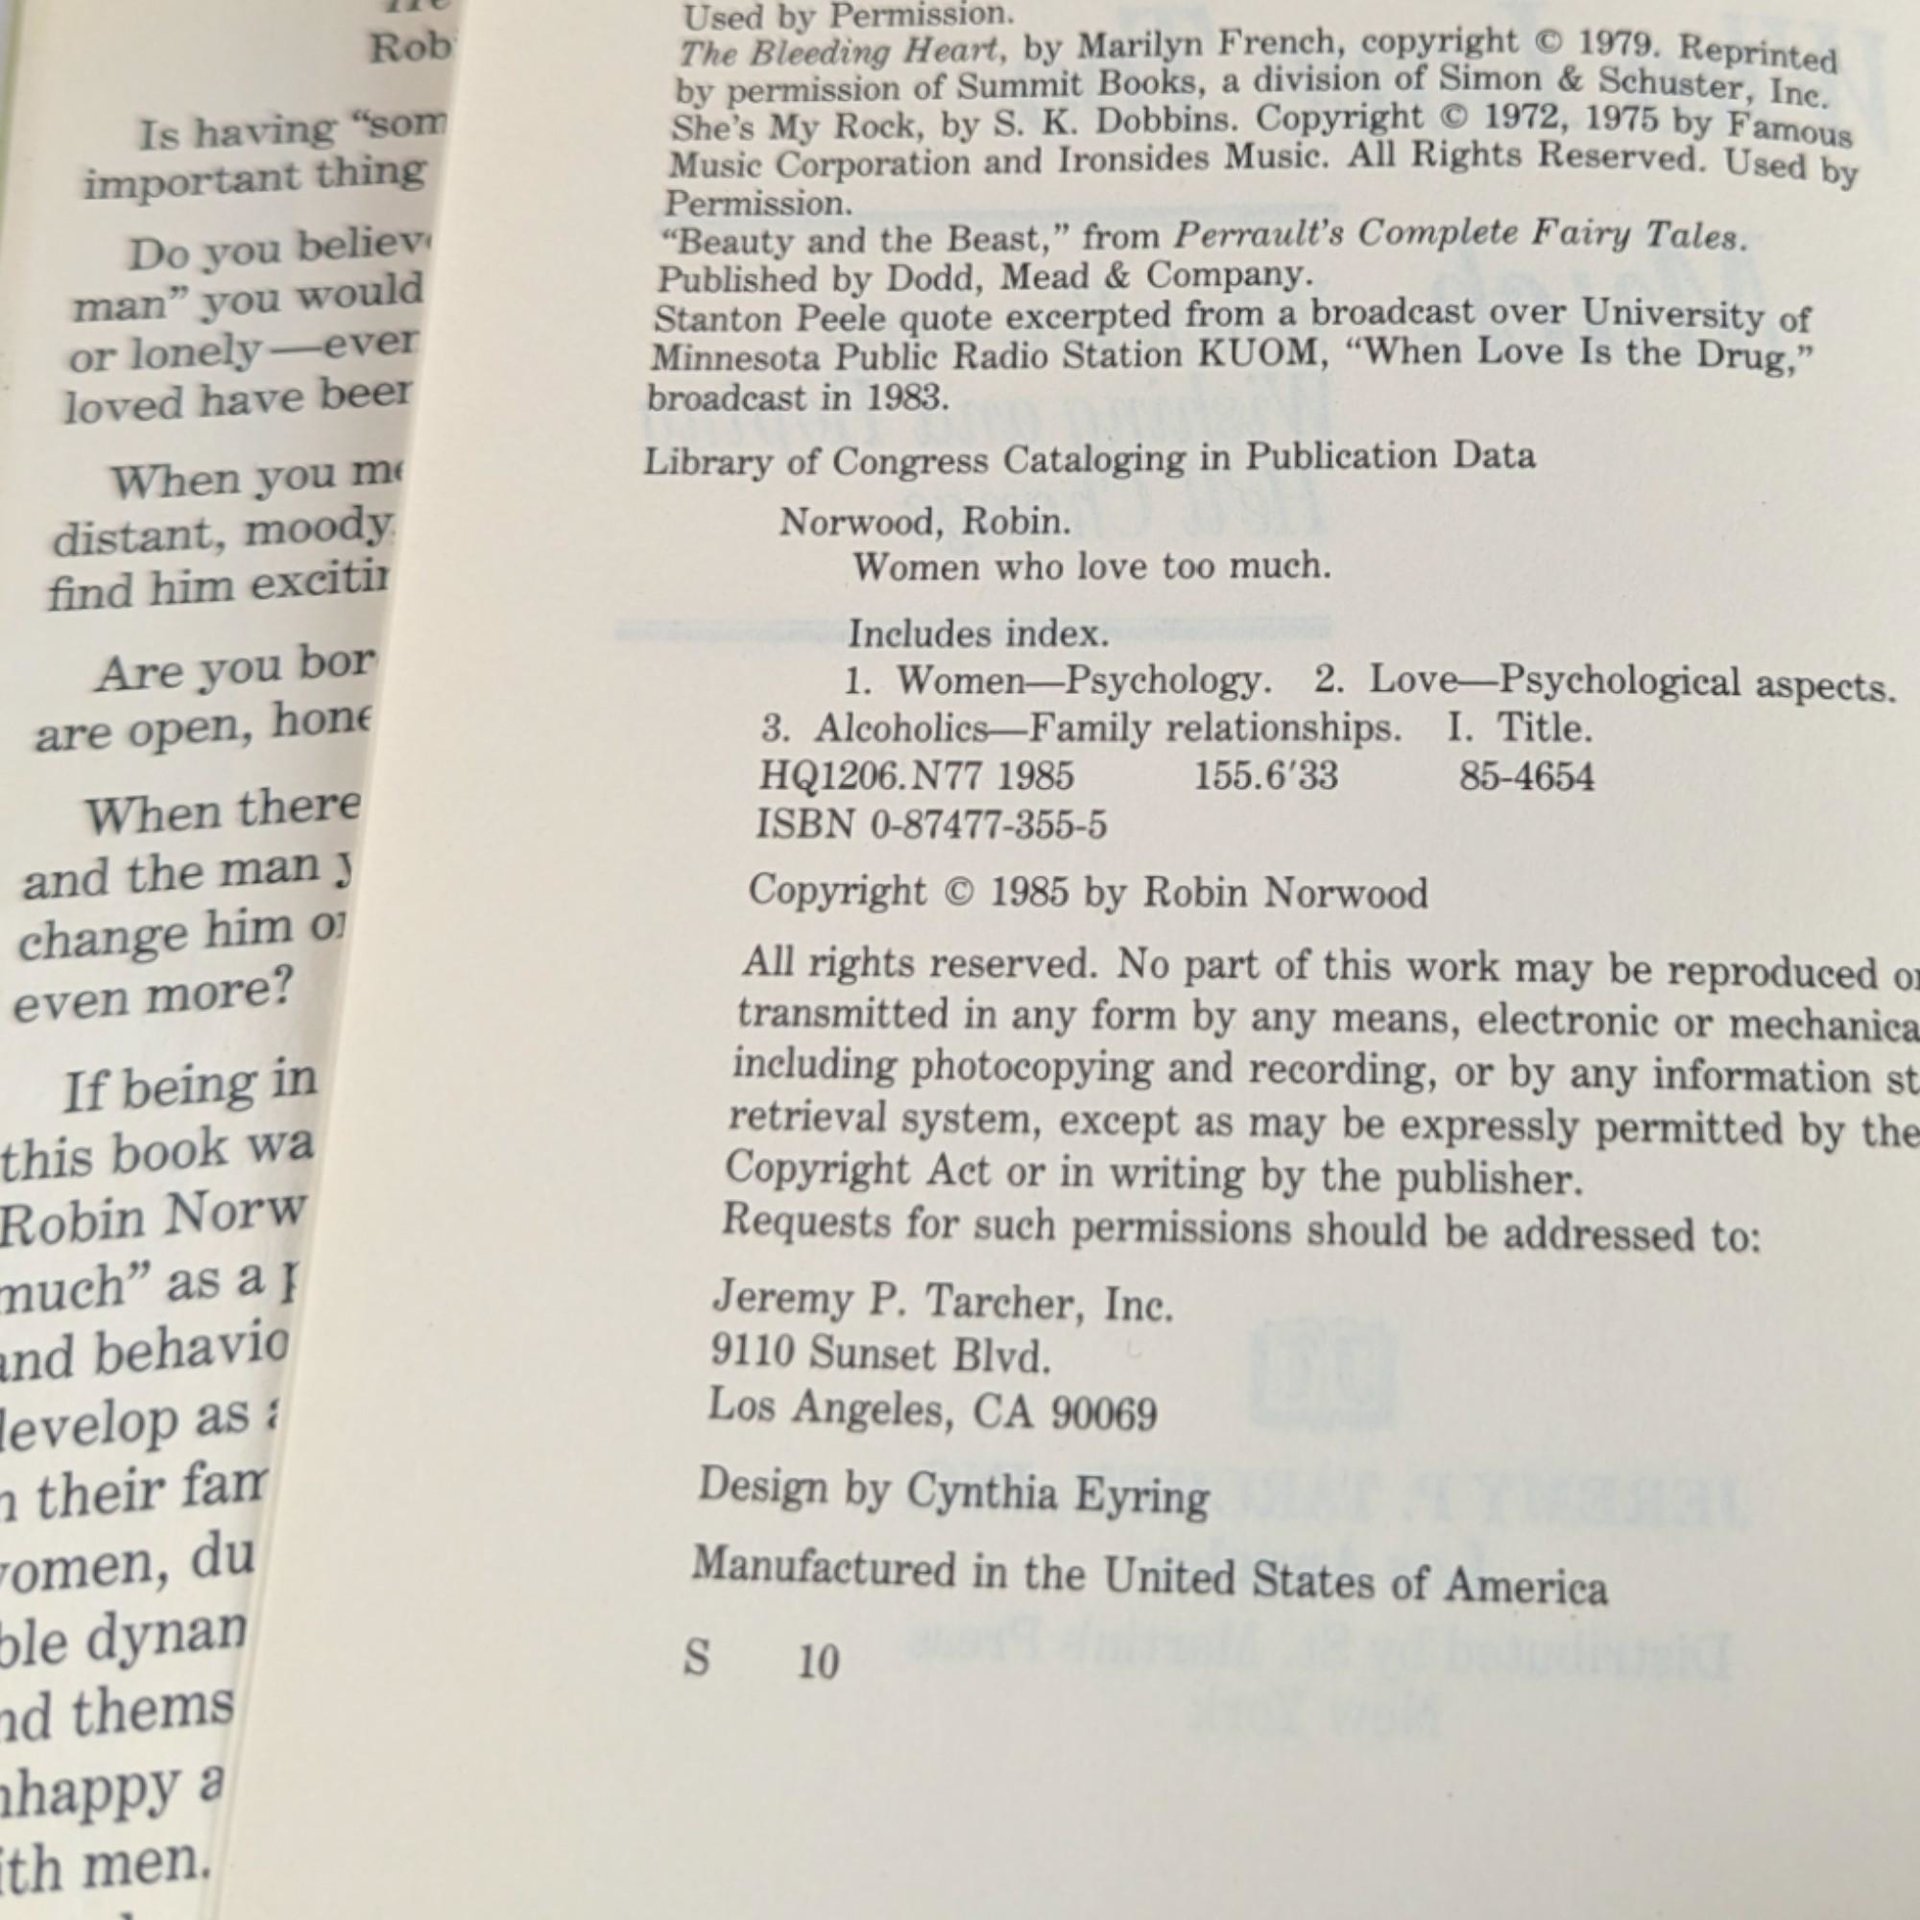 Rob
Is having “som
important thing
Do you believ
man” you would
or lonely—ever
loved have beer
When you me
distant, moody,
find him excitin
Are you bor
are open, hone
When there
and the man y
change him or
even more?
If being in
this book wa
Robin Norw
much” as a p
and behavio
develop as a
n their fam
women, du
ble dynan
nd thems
nhappy a
ith men.
Used by Permission.
The Bleeding Heart, by Marilyn French, copyright © 1979. Reprinted
by permission of Summit Books, a division of Simon & Schuster, Inc.
She's My Rock, by S. K. Dobbins. Copyright © 1972, 1975 by Famous
Music Corporation and Ironsides Music. All Rights Reserved. Used by
Permission.
“Beauty and the Beast,” from Perrault's Complete Fairy Tales.
Published by Dodd, Mead & Company.
Stanton Peele quote excerpted from a broadcast over University of
Minnesota Public Radio Station KUOM, “When Love Is the Drug,”
broadcast in 1983.
Library of Congress Cataloging in Publication Data
Norwood, Robin.
Women who love too much.
Includes index.
1. Women—Psychology. 2. Love—Psychological aspects.
3. Alcoholics—Family relationships. I. Title.
HQ1206.N77 1985 155.6′33 85-4654
ISBN 0-87477-355-5
Copyright © 1985 by Robin Norwood
All rights reserved. No part of this work may be reproduced or
transmitted in any form by any means, electronic or mechanica
including photocopying and recording, or by any information st
retrieval system, except as may be expressly permitted by the
Copyright Act or in writing by the publisher.
Requests for such permissions should be addressed to:
Jeremy P. Tarcher, Inc.
9110 Sunset Blvd.
Los Angeles, CA 90069
Design by Cynthia Eyring
Manufactured in the United States of America
S 10